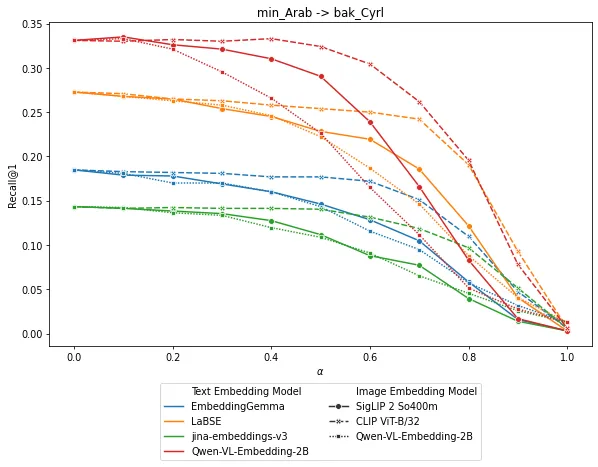 min_Arab -> bak_Cyrl
Recall@1
0.35
0.30
0.25
0.20
0.15
0.10
0.05
0.00
0.0 0.2 0.4 0.6 0.8 1.0
α
Text Embedding Model Image Embedding Model
EmbeddingGemma SigLIP 2 So400m
LaBSE CLIP ViT-B/32
jina-embeddings-v3 Qwen-VL-Embedding-2B
Qwen-VL-Embedding-2B